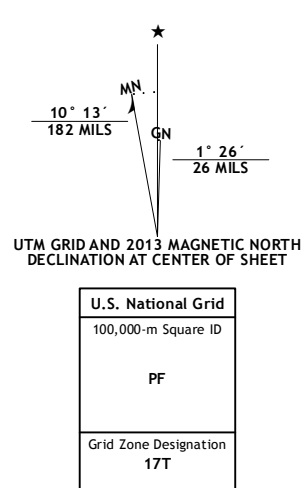 ★
MN
10° 13´
182 MILS
GN
1° 26´
26 MILS
UTM GRID AND 2013 MAGNETIC NORTH
DECLINATION AT CENTER OF SHEET
U.S. National Grid
100,000-m Square ID
PF
Grid Zone Designation
17T